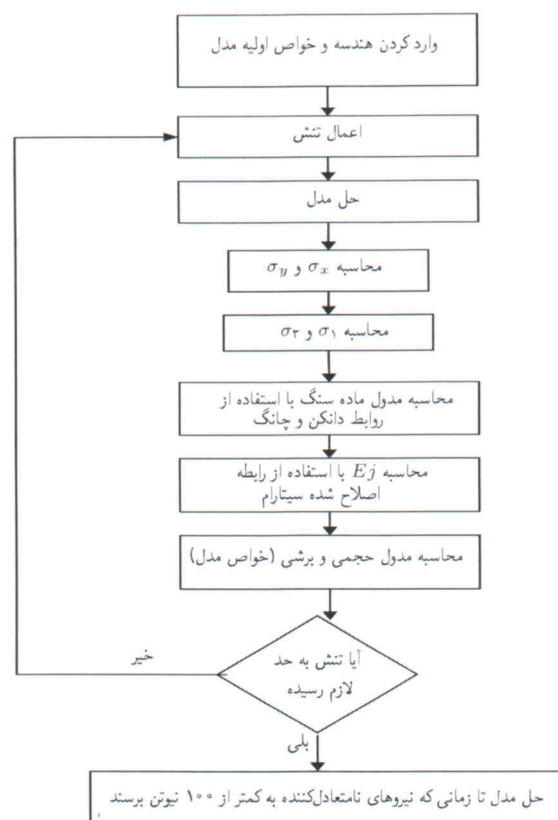 وارد کردن هندسه و خواص اولیه مدل
اعمال تنش
حل مدل
محاسبه σx و σy
محاسبه σ۱ و σ۳
محاسبه مدول ماده سنگ با استفاده از
روابط دانکن و چانگ
محاسبه Ej با استفاده از رابطه
اصلاح شده سیتارام
محاسبه مدول حجمی و برشی (خواص مدل)
آیا تنش به حد
لازم رسیده
خیر
بلی
حل مدل تا زمانی که نیروهای نامتعادل‌کننده به کمتر از ۱۰۰ نیوتن برسند